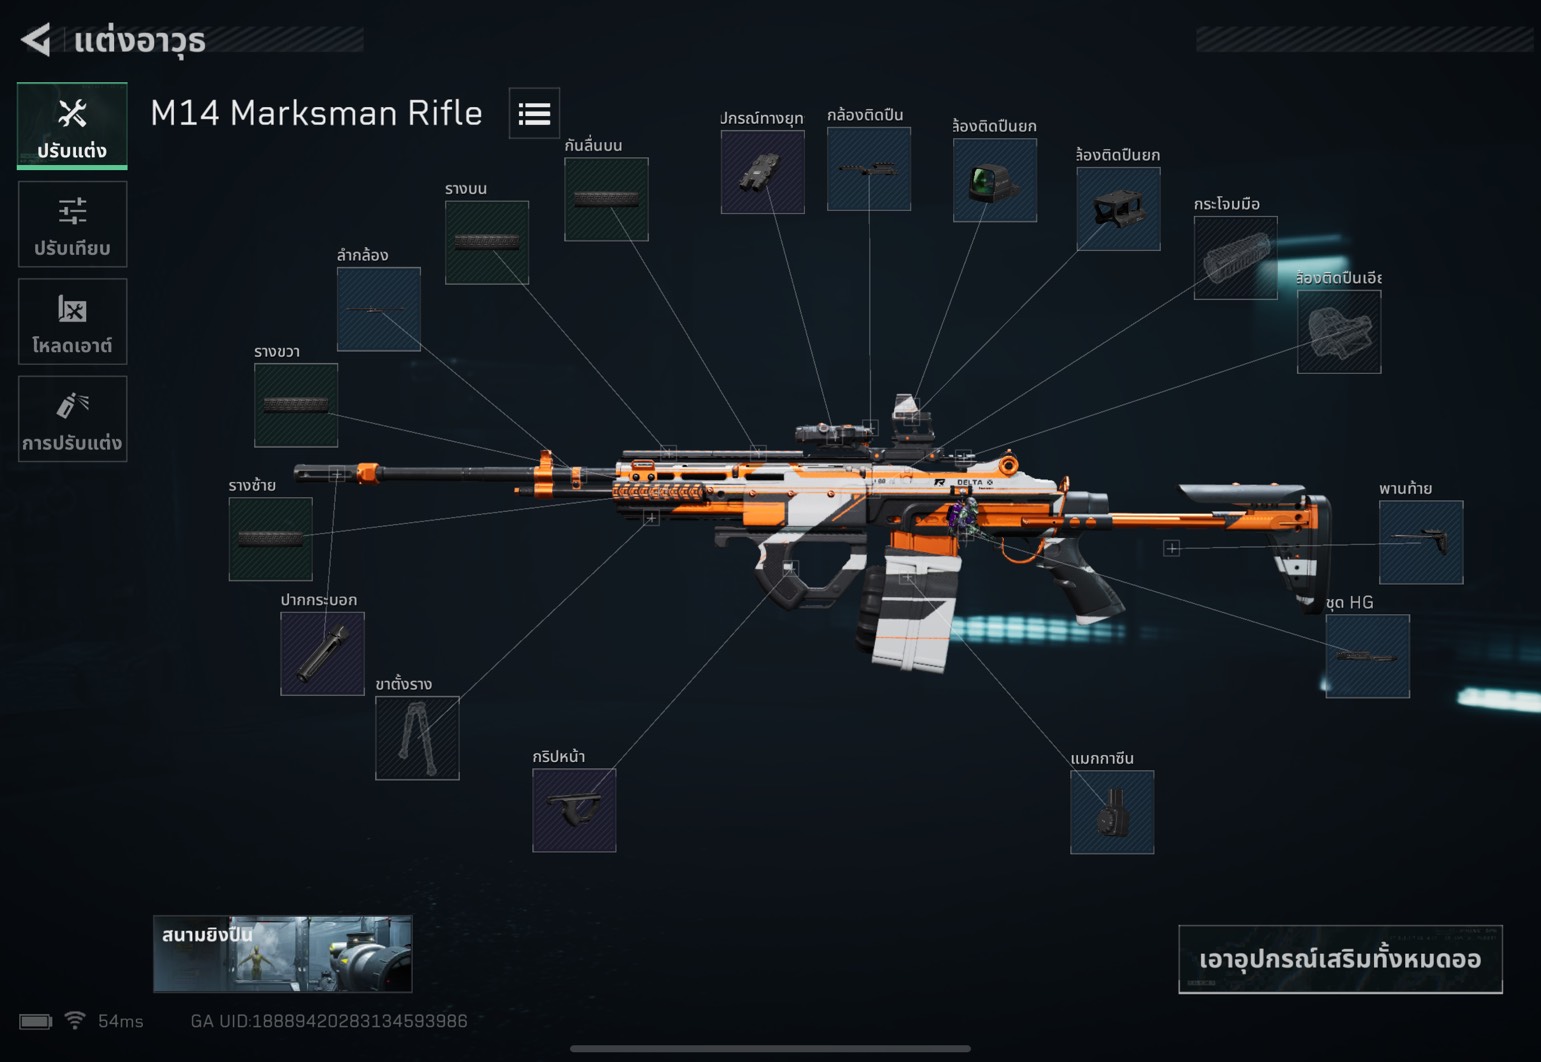 แต่งอาวุธ
ปรับแต่ง
M14 Marksman Rifle
ปรับเทียบ
โหลดเอาต์
การปรับแต่ง
กันลื่นบน
รางบน
ลำกล้อง
รางขวา
รางซ้าย
ปากกระบอก
ขาตั้งราง
กริปหน้า
ปกรณ์ทางยุท
กล้องติดปืน
ล้องติดปืนยก
ล้องติดปืนยก
กระโจมมือ
ล้องติดปืนเอีย
พานท้าย
ชุด HG
แมกกาซีน
DELTA
สนามยิงปืน
เอาอุปกรณ์เสริมทั้งหมดออ
54ms
GA UID:18889420283134593986